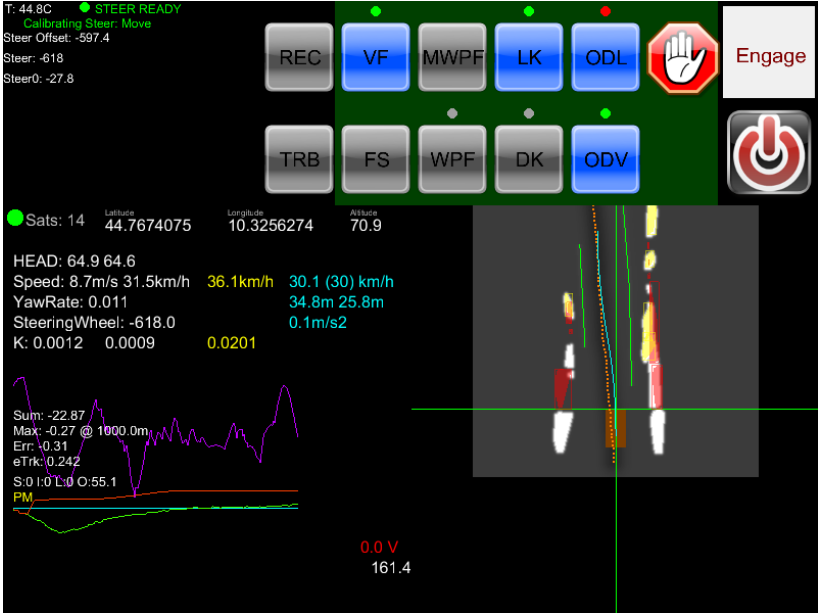 T: 44.8C STEER READY
Calibrating Steer: Move
Steer Offset: -597.4
Steer: -618
Steer0: -27.8
REC VF MWPF LK ODL Engage
TRB FS WPF DK ODV
Sats: 14 Latitude 44.7674075 Longitude 10.3256274 Altitude 70.9
HEAD: 64.9 64.6
Speed: 8.7m/s 31.5km/h 36.1km/h 30.1 (30) km/h
YawRate: 0.011 34.8m 25.8m
SteeringWheel: -618.0 0.1m/s2
K: 0.0012 0.0009 0.0201
Sum: -22.87
Max: -0.27 @ 1000.0m
Err: -0.31
eTrk: 0.242
S:0 I:0 L:0 O:55.1
PM
0.0 V
161.4